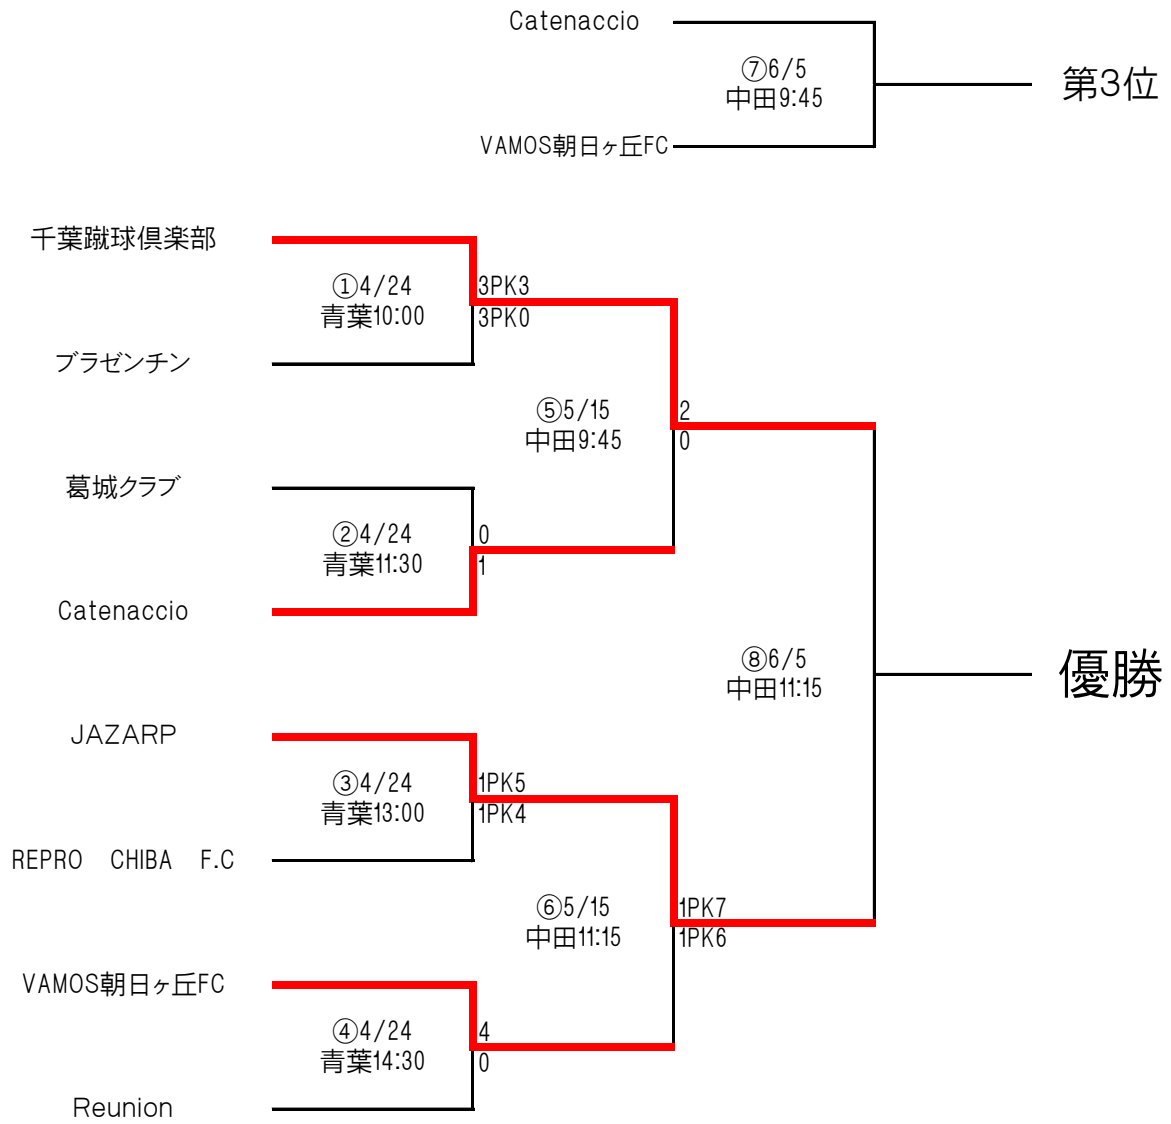 Catenaccio
⑦6/5
中田9:45
第3位
VAMOS朝日ヶ丘FC
千葉蹴球倶楽部
①4/24
青葉10:00
3PK3
3PK0
ブラゼンチン
⑤5/15
中田9:45
2
0
葛城クラブ
②4/24
青葉11:30
0
1
Catenaccio
⑧6/5
中田11:15
優勝
JAZARP
③4/24
青葉13:00
1PK5
1PK4
REPRO　CHIBA　F.C
⑥5/15
中田11:15
1PK7
1PK6
VAMOS朝日ヶ丘FC
④4/24
青葉14:30
4
0
Reunion